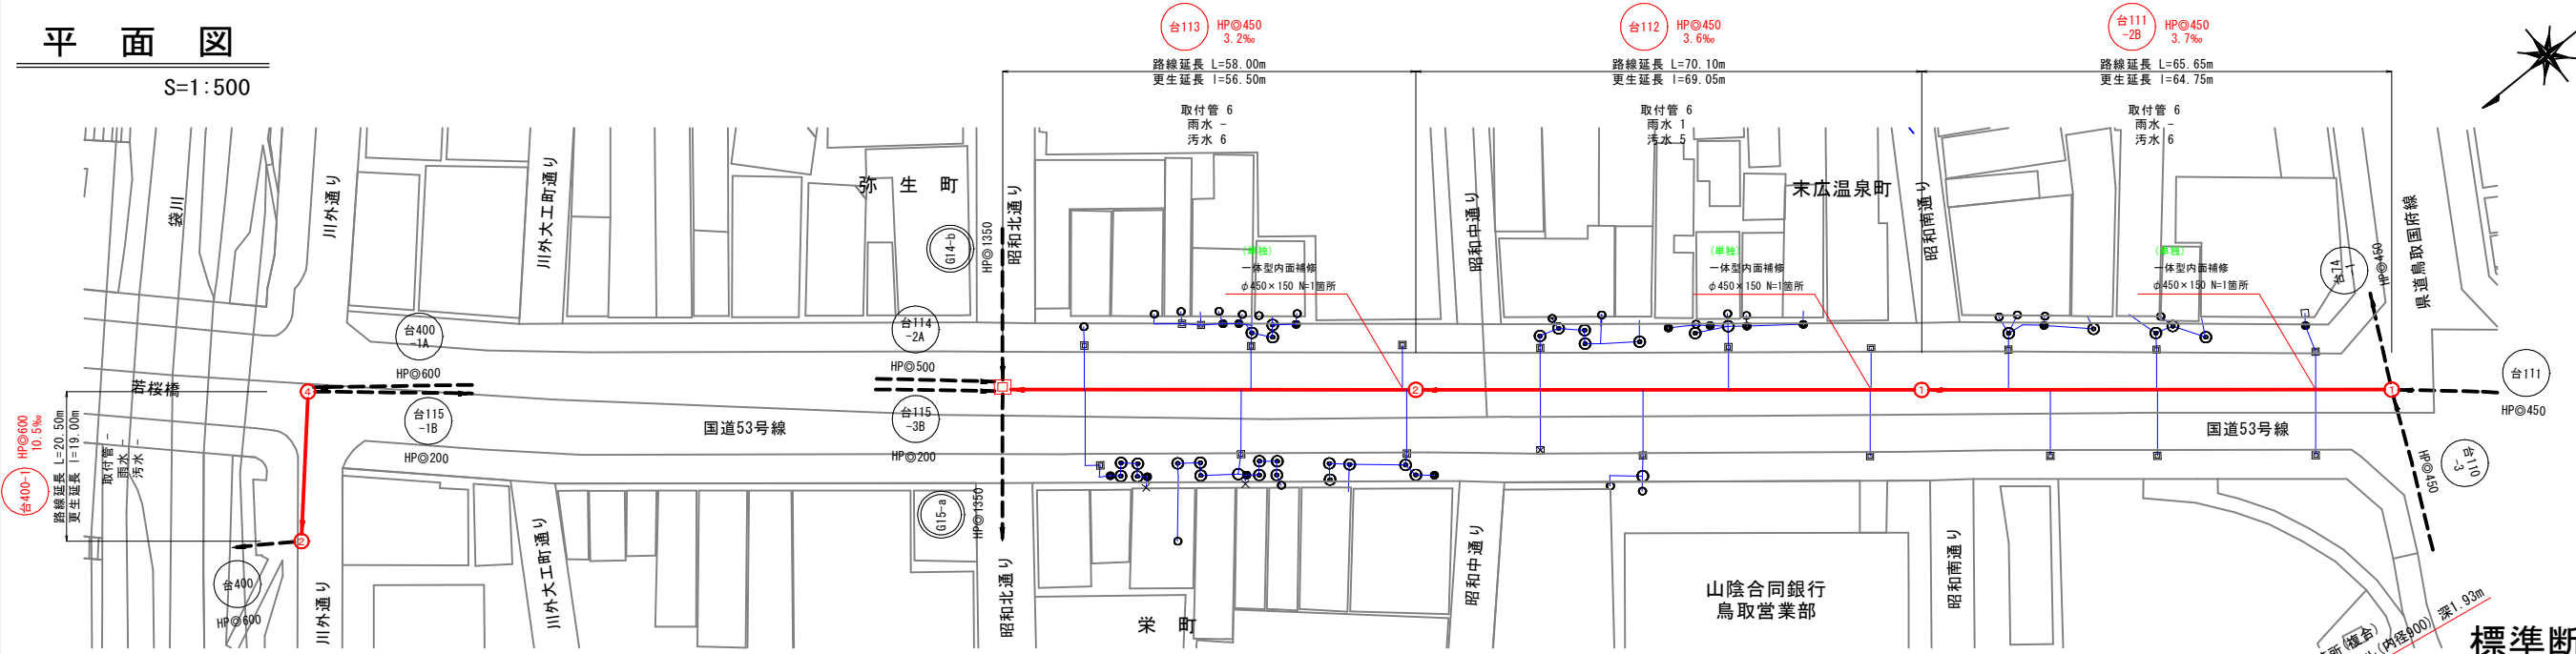 平 面 図
S=1:500
台113
HP◎450
3.2‰
路線延長 L=58.00m
更生延長 l=56.50m
取付管 6
雨水 -
汚水 6
台112
HP◎450
3.6‰
路線延長 L=70.10m
更生延長 l=69.05m
取付管 6
雨水 1
汚水 5
台111
-2B
HP◎450
3.7‰
路線延長 L=65.65m
更生延長 l=64.75m
取付管 6
雨水 -
汚水 6
袋川
川外通り
川外大工町通り
弥 生 町
G14-b
HP◎1350
昭和北通り
昭和中通り
末広温泉町
昭和南通り
県道鳥取国府線
台74
-1
HP◎450
(単独)
一体型内面補修
φ450×150 N=1箇所
(単独)
一体型内面補修
φ450×150 N=1箇所
(単独)
一体型内面補修
φ450×150 N=1箇所
台400
-1A
HP◎600
台114
-2A
HP◎500
若桜橋
4
2
1
1
台111
HP◎450
台115
-1B
HP◎200
国道53号線
台115
-3B
HP◎200
国道53号線
台110
-3
HP◎450
台400-1
HP◎600
10.5‰
路線延長 L=20.50m
更生延長 l=19.00m
取付管 -
雨水 -
汚水 -
2
台400
HP◎600
川外通り
川外大工町通り
G15-a
HP◎1350
昭和北通り
栄 町
昭和中通り
山陰合同銀行
鳥取営業部
昭和南通り
所(複合)
(内径900) 深1.93m
標準断